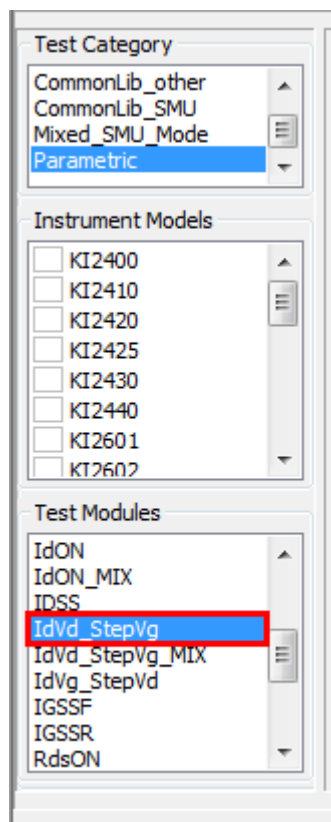 Test Category
CommonLib_other
CommonLib_SMU
Mixed_SMU_Mode
Parametric
Instrument Models
KI2400
KI2410
KI2420
KI2425
KI2430
KI2440
KI2601
KI2602
Test Modules
IdON
IdON_MIX
IDSS
IdVd_StepVg
IdVd_StepVg_MIX
IdVg_StepVd
IGSSF
IGSSR
RdsON